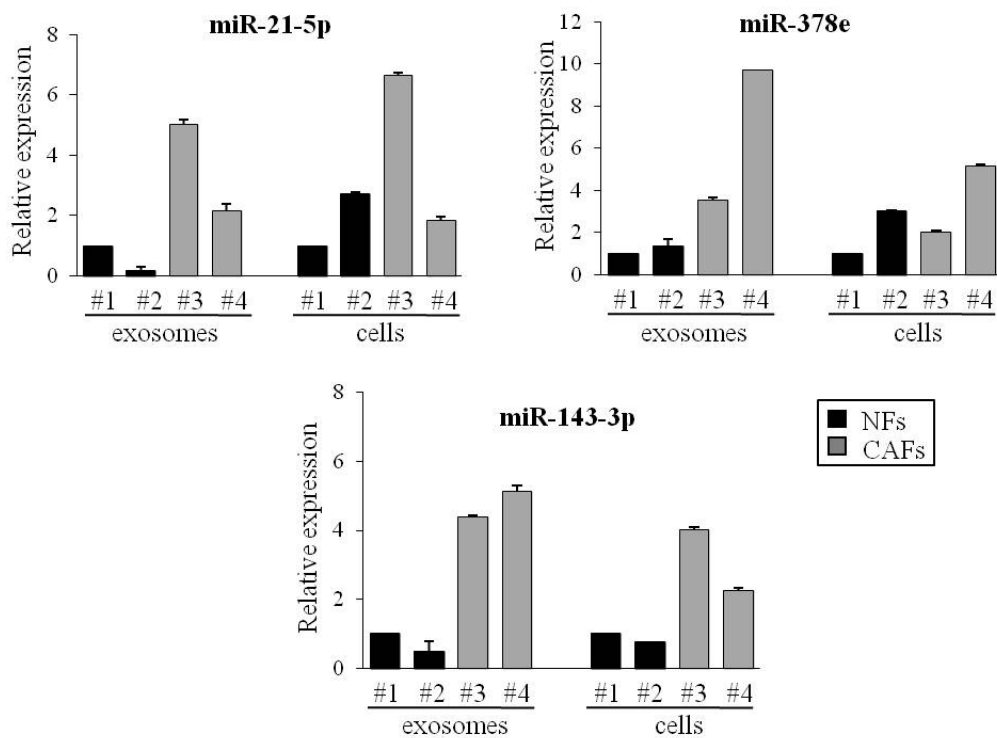 miR-21-5p
Relative expression
8
6
4
2
0
#1 #2 #3 #4 #1 #2 #3 #4
exosomes cells
miR-378e
Relative expression
12
10
8
6
4
2
0
#1 #2 #3 #4 #1 #2 #3 #4
exosomes cells
miR-143-3p
Relative expression
8
6
4
2
0
#1 #2 #3 #4 #1 #2 #3 #4
exosomes cells
NFs
CAFs